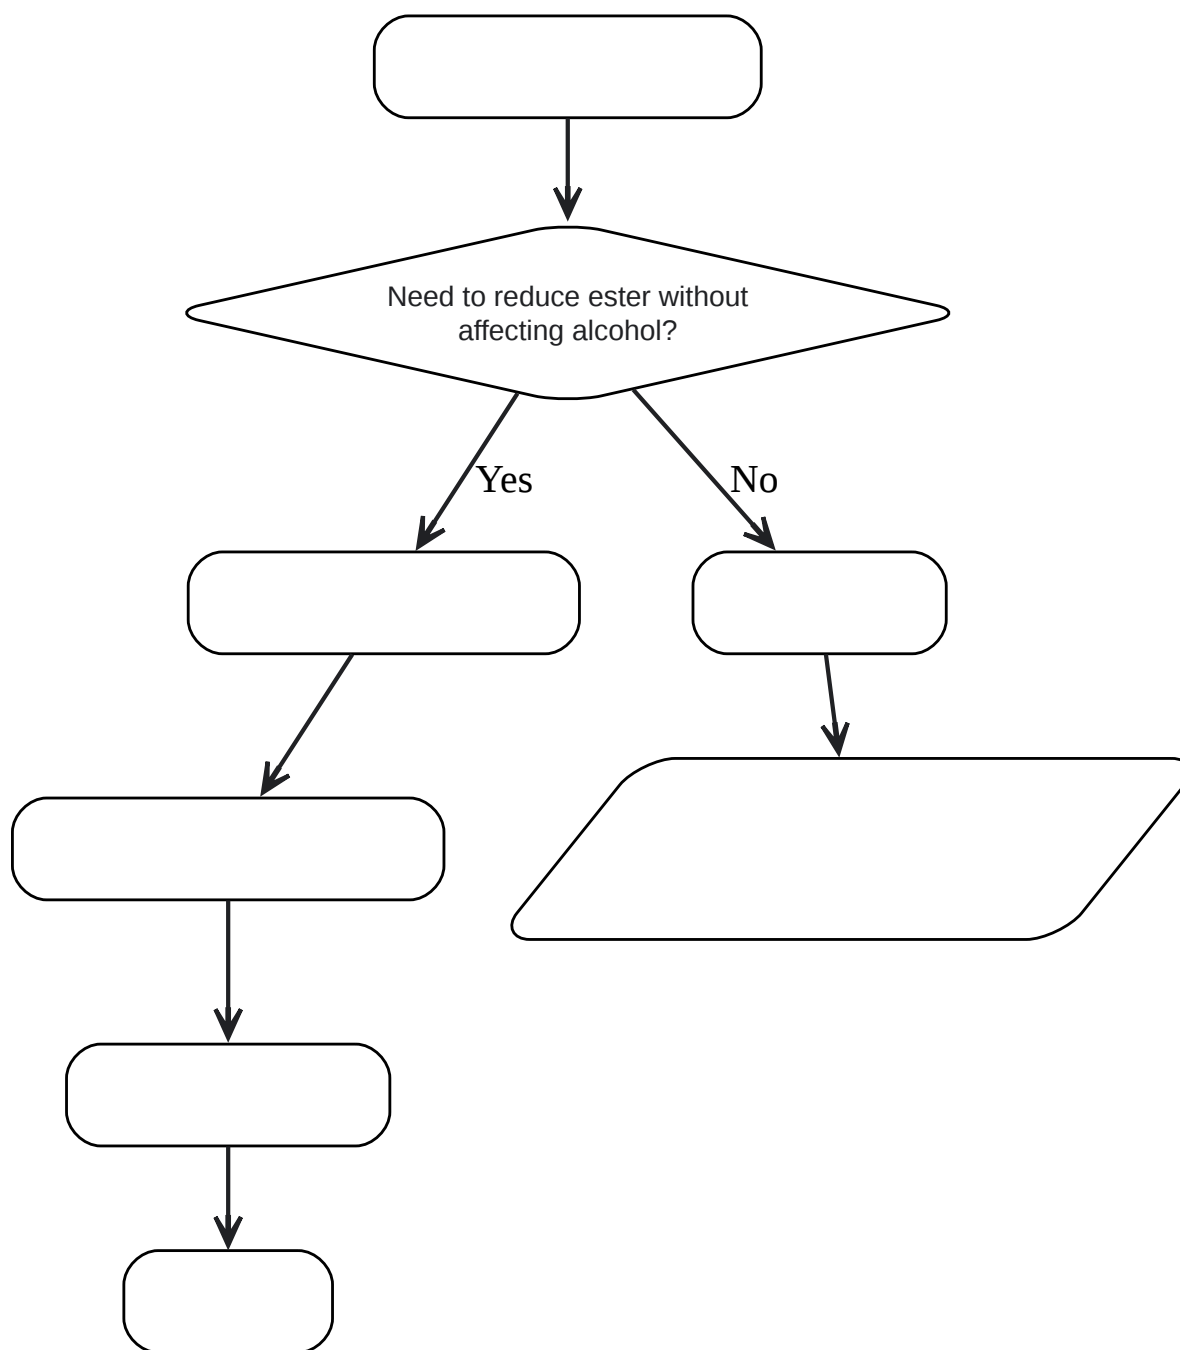 Need to reduce ester without
affecting alcohol?
Yes
No